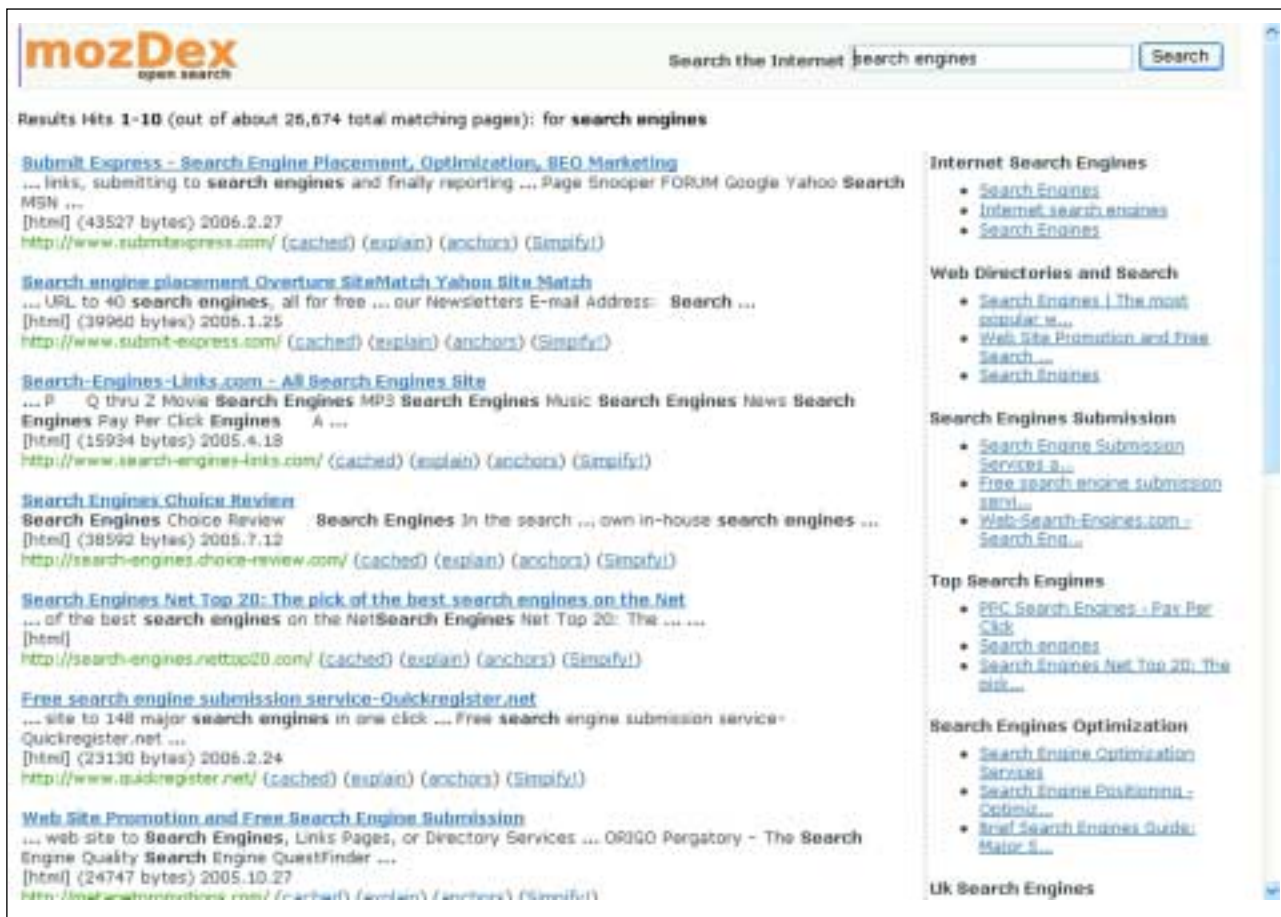 mozDex
open search
Search the Internet search engines Search
Results Hits 1-10 (out of about 26,674 total matching pages): for search engines
Submit Express - Search Engine Placement, Optimization, SEO Marketing
... links, submitting to search engines and finally reporting ... Page Snooper FORUM Google Yahoo Search
MSN ...
[html] (43527 bytes) 2006.2.27
http://www.submitexpress.com/ (cached) (explain) (anchors) (Simpify!)
Search engine placement Overture SiteMatch Yahoo Site Match
... URL to 40 search engines, all for free ... our Newsletters E-mail Address: Search ...
[html] (39960 bytes) 2006.1.25
http://www.submit-express.com/ (cached) (explain) (anchors) (Simpify!)
Search-Engines-Links.com - All Search Engines Site
... P Q thru Z Movie Search Engines MP3 Search Engines Music Search Engines News Search
Engines Pay Per Click Engines A ...
[html] (15934 bytes) 2005.4.18
http://www.search-engines-links.com/ (cached) (explain) (anchors) (Simpify!)
Search Engines Choice Review
Search Engines Choice Review Search Engines In the search ... own in-house search engines ...
[html] (38592 bytes) 2005.7.12
http://search-engines.choice-review.com/ (cached) (explain) (anchors) (Simpify!)
Search Engines Net Top 20: The pick of the best search engines on the Net
... of the best search engines on the NetSearch Engines Net Top 20: The ... ...
[html]
http://search-engines.nettop20.com/ (cached) (explain) (anchors) (Simpify!)
Free search engine submission service-Quickregister.net
... site to 148 major search engines in one click ... Free search engine submission service-
Quickregister.net ...
[html] (23130 bytes) 2006.2.24
http://www.quickregister.net/ (cached) (explain) (anchors) (Simpify!)
Web Site Promotion and Free Search Engine Submission
... web site to Search Engines, Links Pages, or Directory Services ... ORIGO Pergatory - The Search
Engine Quality Search Engine QuestFinder ...
[html] (24747 bytes) 2005.10.27
http://metanetpromotions.com/ (cached) (explain) (anchors) (Simpify!)
Internet Search Engines
Search Engines
Internet search engines
Search Engines
Web Directories and Search
Search Engines | The most
popular w...
Web Site Promotion and Free
Search ...
Search Engines
Search Engines Submission
Search Engine Submission
Services a...
Free search engine submission
servi...
Web-Search-Engines.com -
Search Eng...
Top Search Engines
PPC Search Engines - Pay Per
Click
Search engines
Search Engines Net Top 20: The
pick...
Search Engines Optimization
Search Engine Optimization
Services
Search Engine Positioning -
Optimiz...
Brief Search Engines Guide:
Major S...
Uk Search Engines